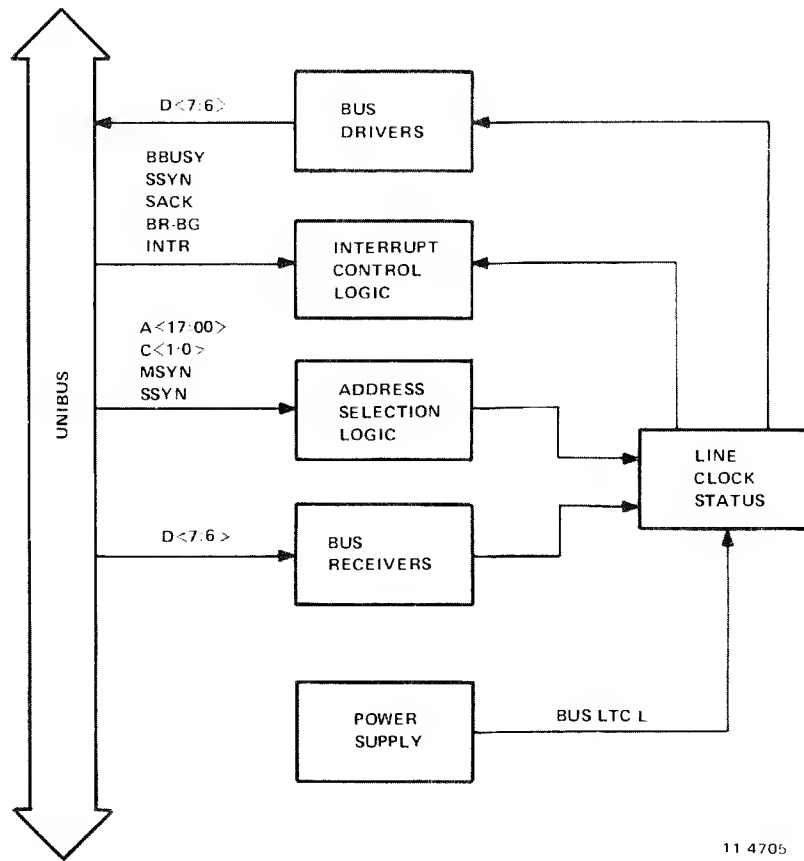 D<7:6>
BUS
DRIVERS
BBUSY
SSYN
SACK
BR-BG
INTR
INTERRUPT
CONTROL
LOGIC
A<17:00>
C<1:0>
MSYN
SSYN
ADDRESS
SELECTION
LOGIC
UNIBUS
LINE
CLOCK
STATUS
D<7:6>
BUS
RECEIVERS
POWER
SUPPLY
BUS LTC L
11 4705